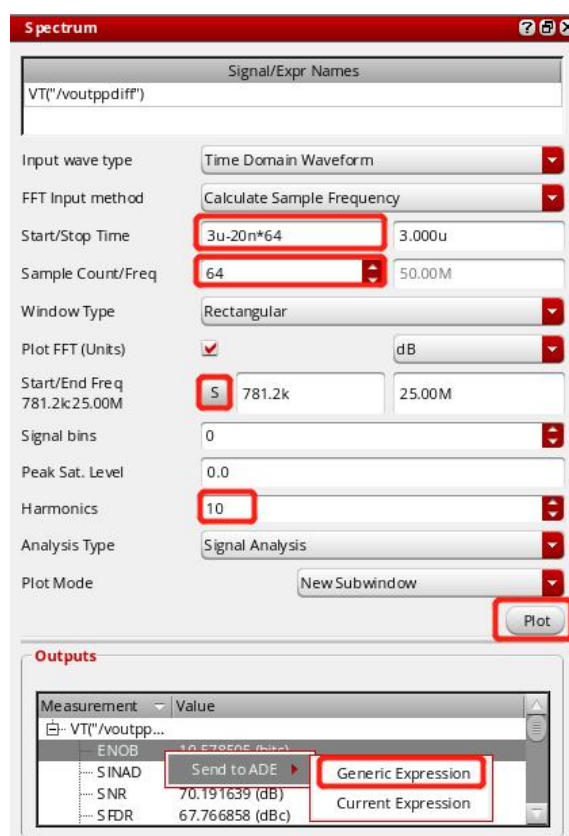 Spectrum
Signal/Expr Names
VT("/voutppdiff")
Input wave type Time Domain Waveform
FFT Input method Calculate Sample Frequency
Start/Stop Time 3u-20n*64 3.000u
Sample Count/Freq 64 50.00M
Window Type Rectangular
Plot FFT (Units) dB
Start/End Freq
781.2k:25.00M S 781.2k 25.00M
Signal bins 0
Peak Sat. Level 0.0
Harmonics 10
Analysis Type Signal Analysis
Plot Mode New Subwindow
Plot
Outputs
Measurement Value
VT("/voutpp...
ENOB 10.578505 (bits)
SINAD Send to ADE Generic Expression
SNR 70.191639 (dB) Current Expression
SFDR 67.766858 (dBc)